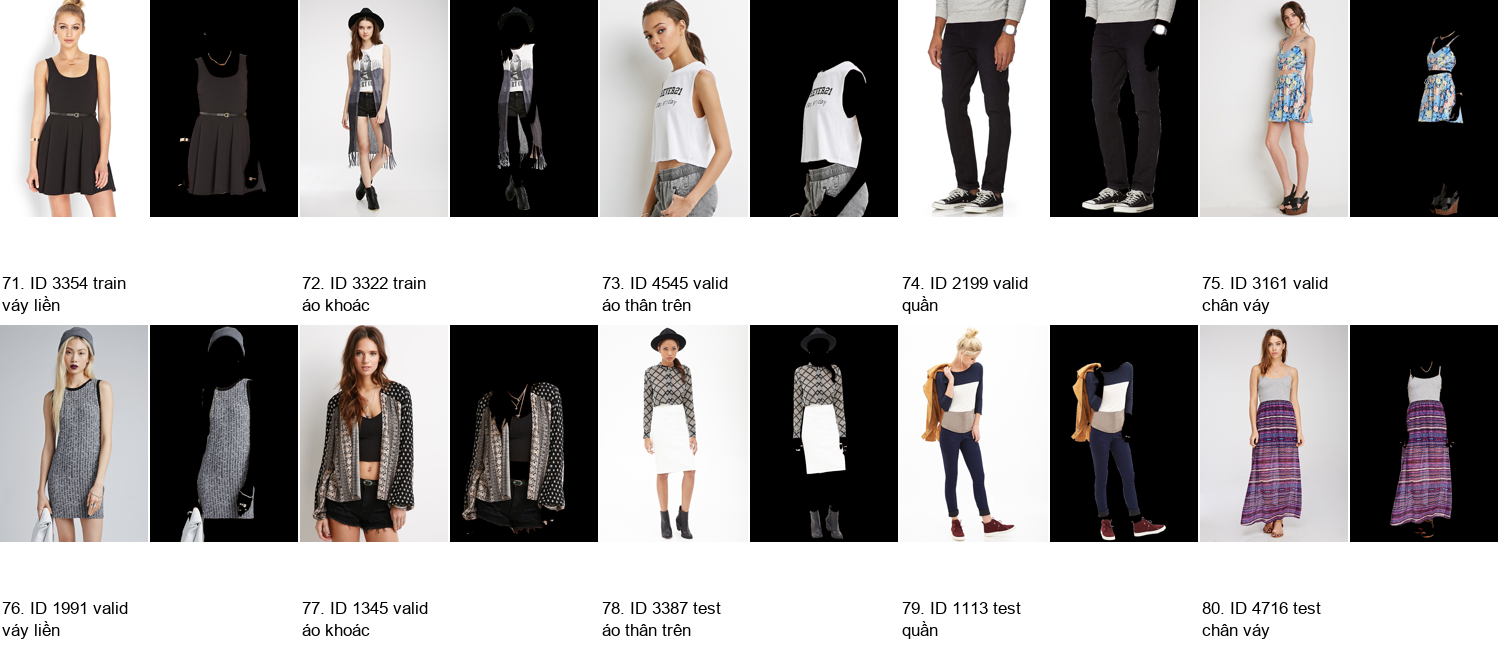 71. ID 3354 train
váy liền
72. ID 3322 train
áo khoác
73. ID 4545 valid
áo thân trên
74. ID 2199 valid
quần
75. ID 3161 valid
chân váy
76. ID 1991 valid
váy liền
77. ID 1345 valid
áo khoác
78. ID 3387 test
áo thân trên
79. ID 1113 test
quần
80. ID 4716 test
chân váy